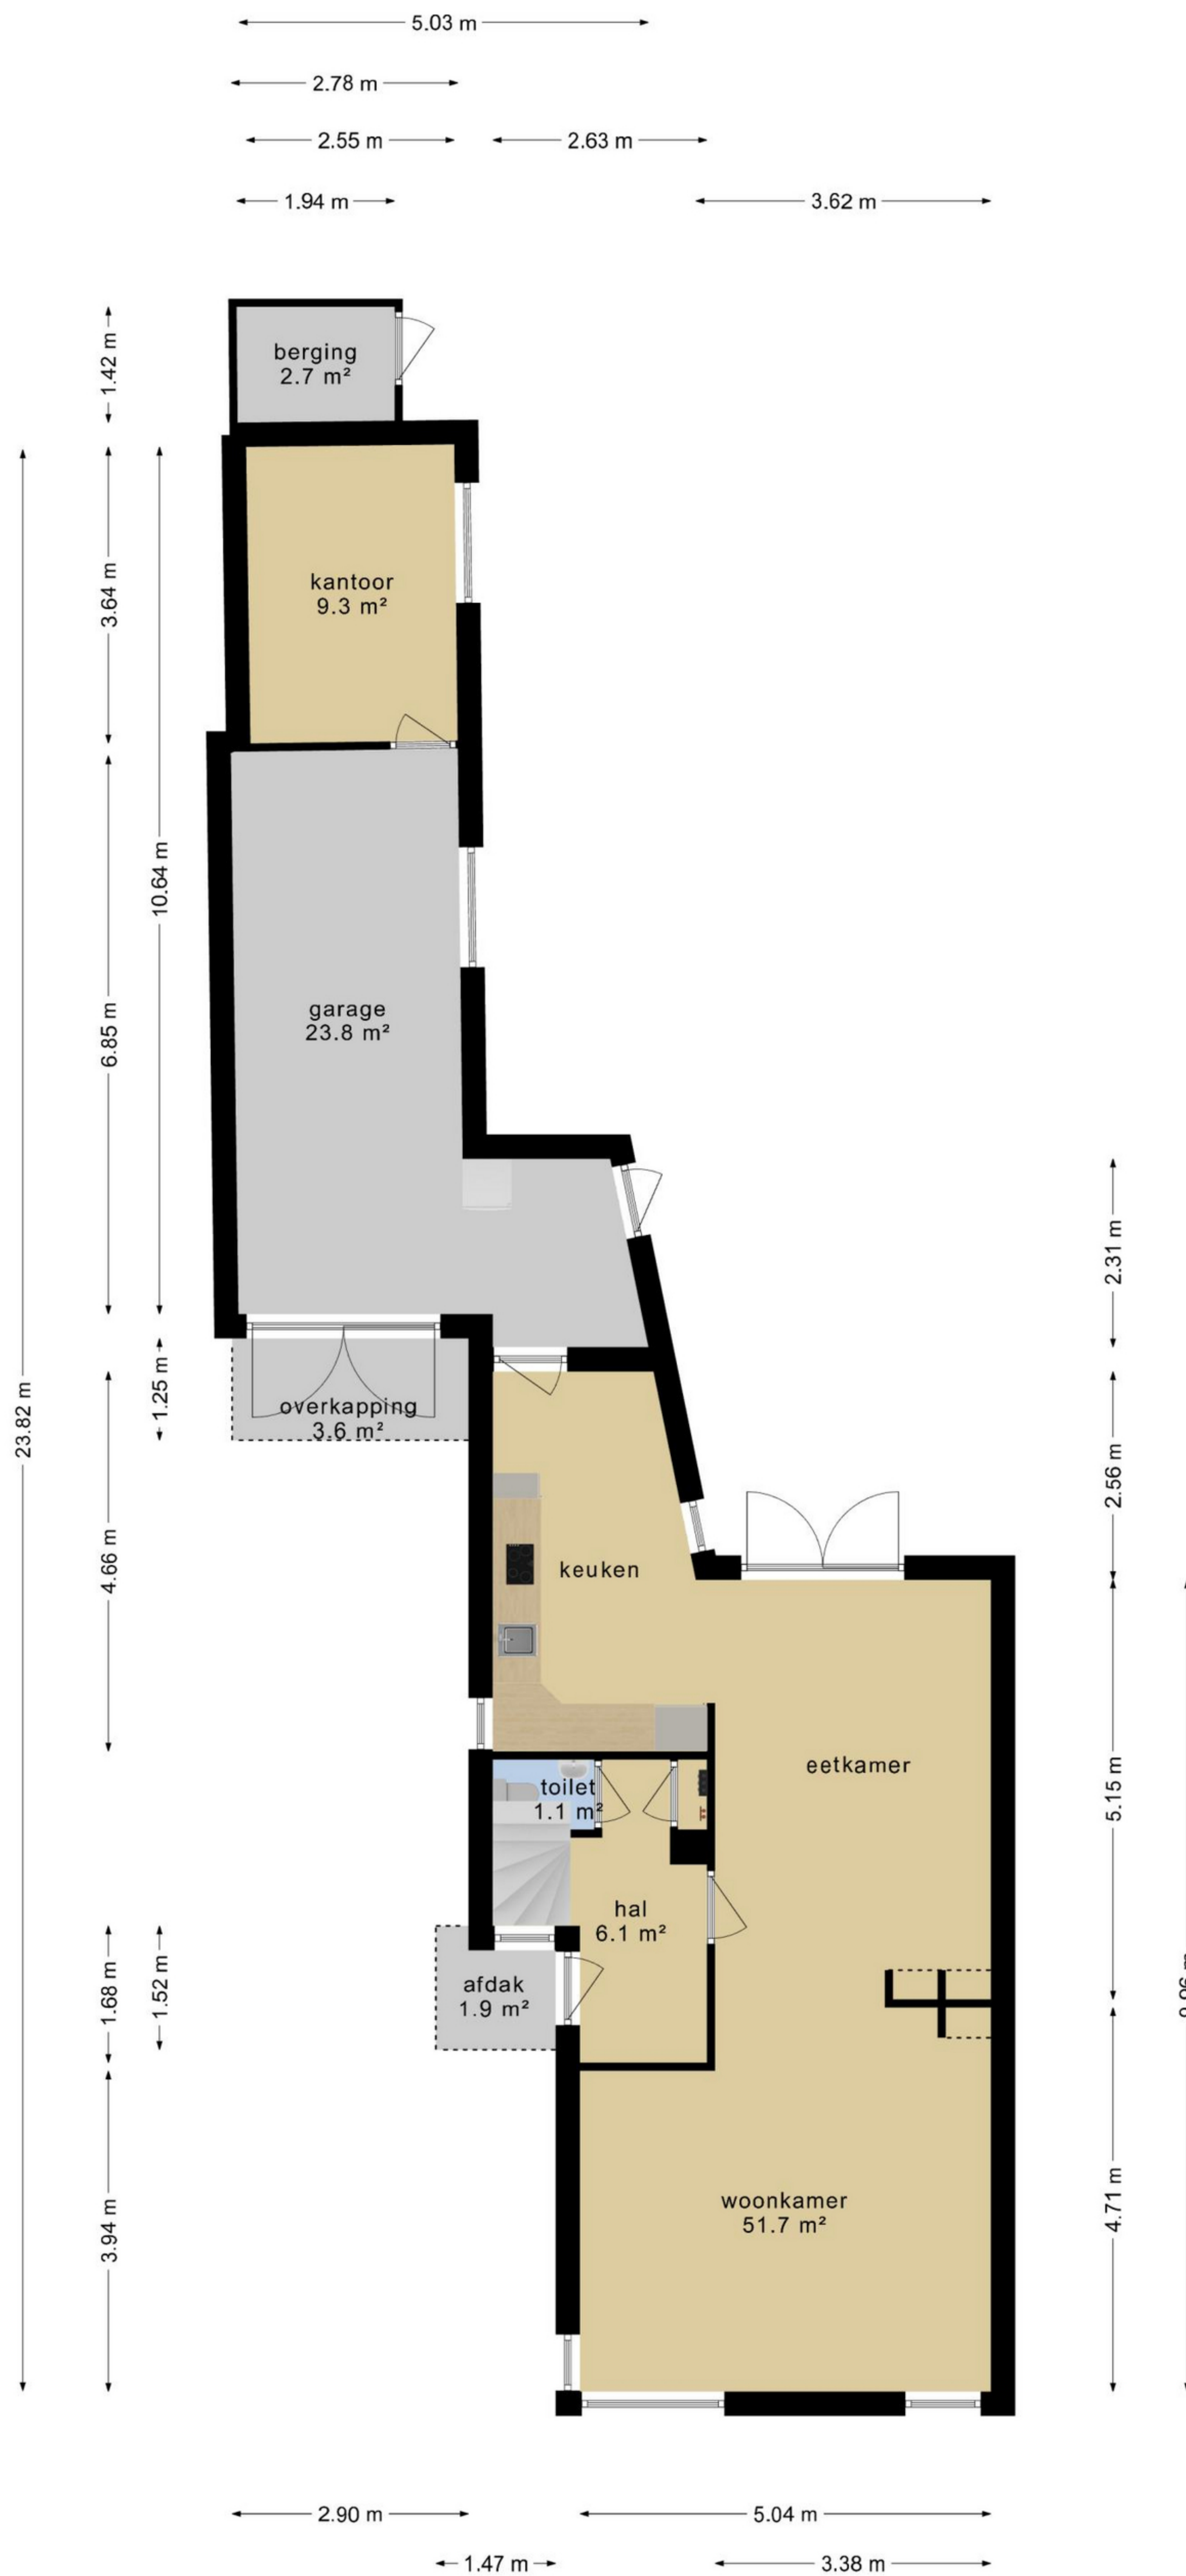 5.03 m
2.78 m
2.55 m
2.63 m
1.94 m
3.62 m
1.42 m
berging
2.7 m²
3.64 m
kantoor
9.3 m²
10.64 m
6.85 m
garage
23.8 m²
2.31 m
23.82 m
1.25 m
overkapping
3.6 m²
2.56 m
4.66 m
keuken
eetkamer
5.15 m
toilet
1.1 m²
hal
6.1 m²
1.68 m
1.52 m
afdak
1.9 m²
3.94 m
woonkamer
51.7 m²
4.71 m
2.90 m
5.04 m
1.47 m
3.38 m